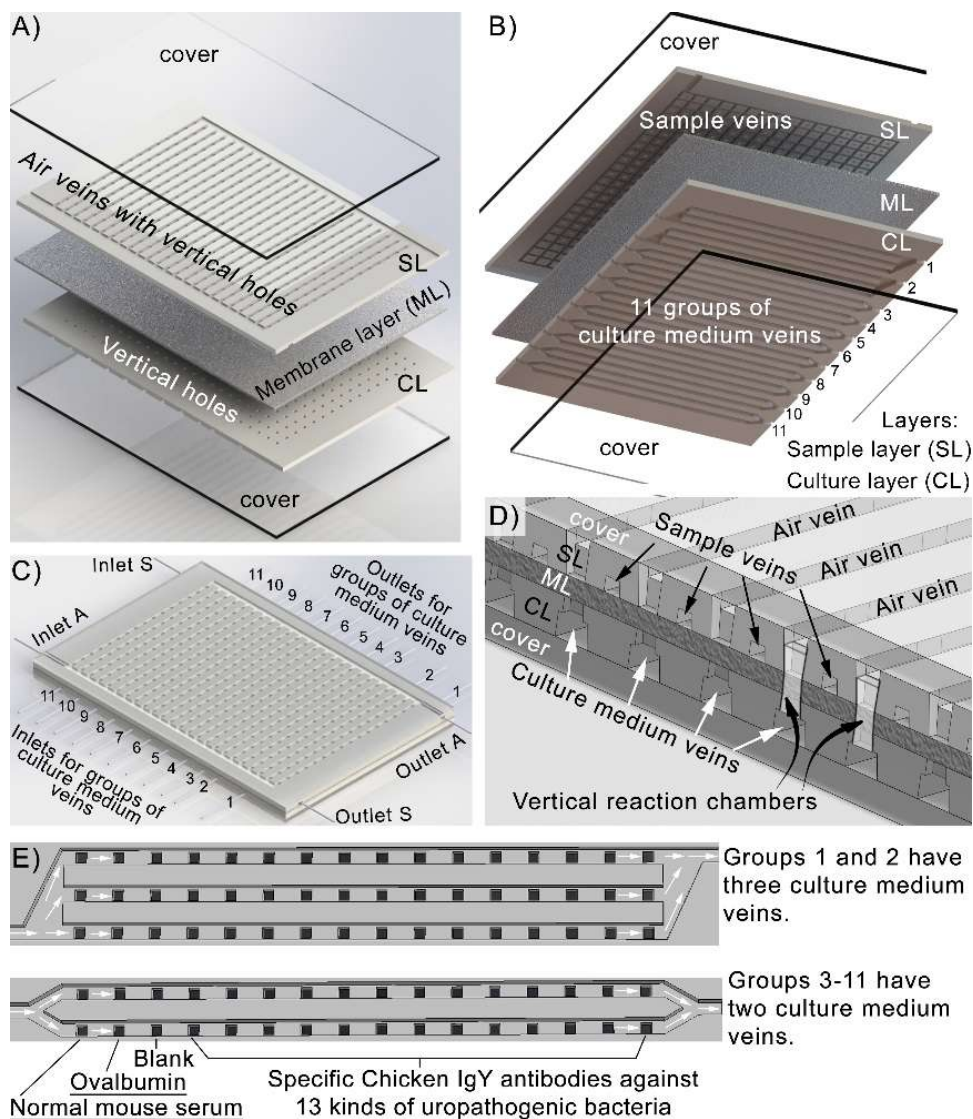 A)
cover
Air veins with vertical holes
SL
Membrane layer (ML)
Vertical holes
CL
cover
B)
cover
Sample veins
SL
ML
CL
11 groups of
culture medium veins
1
2
3
4
5
6
7
8
9
10
11
cover
Layers:
Sample layer (SL)
Culture layer (CL)
C)
Inlet S
Inlet A
11
10
9
8
7
6
5
4
3
2
1
Outlets for
groups of culture
medium veins
11
10
9
8
7
6
5
4
3
2
1
Inlets for groups of
culture medium
veins
Outlet A
Outlet S
D)
cover
Sample veins
Air vein
Air vein
Air vein
SL
ML
CL
cover
Culture medium veins
Vertical reaction chambers
E)
Groups 1 and 2 have
three culture medium
veins.
Groups 3-11 have
two culture medium
veins.
Blank
Ovalbumin
Normal mouse serum
Specific Chicken IgY antibodies against
13 kinds of uropathogenic bacteria